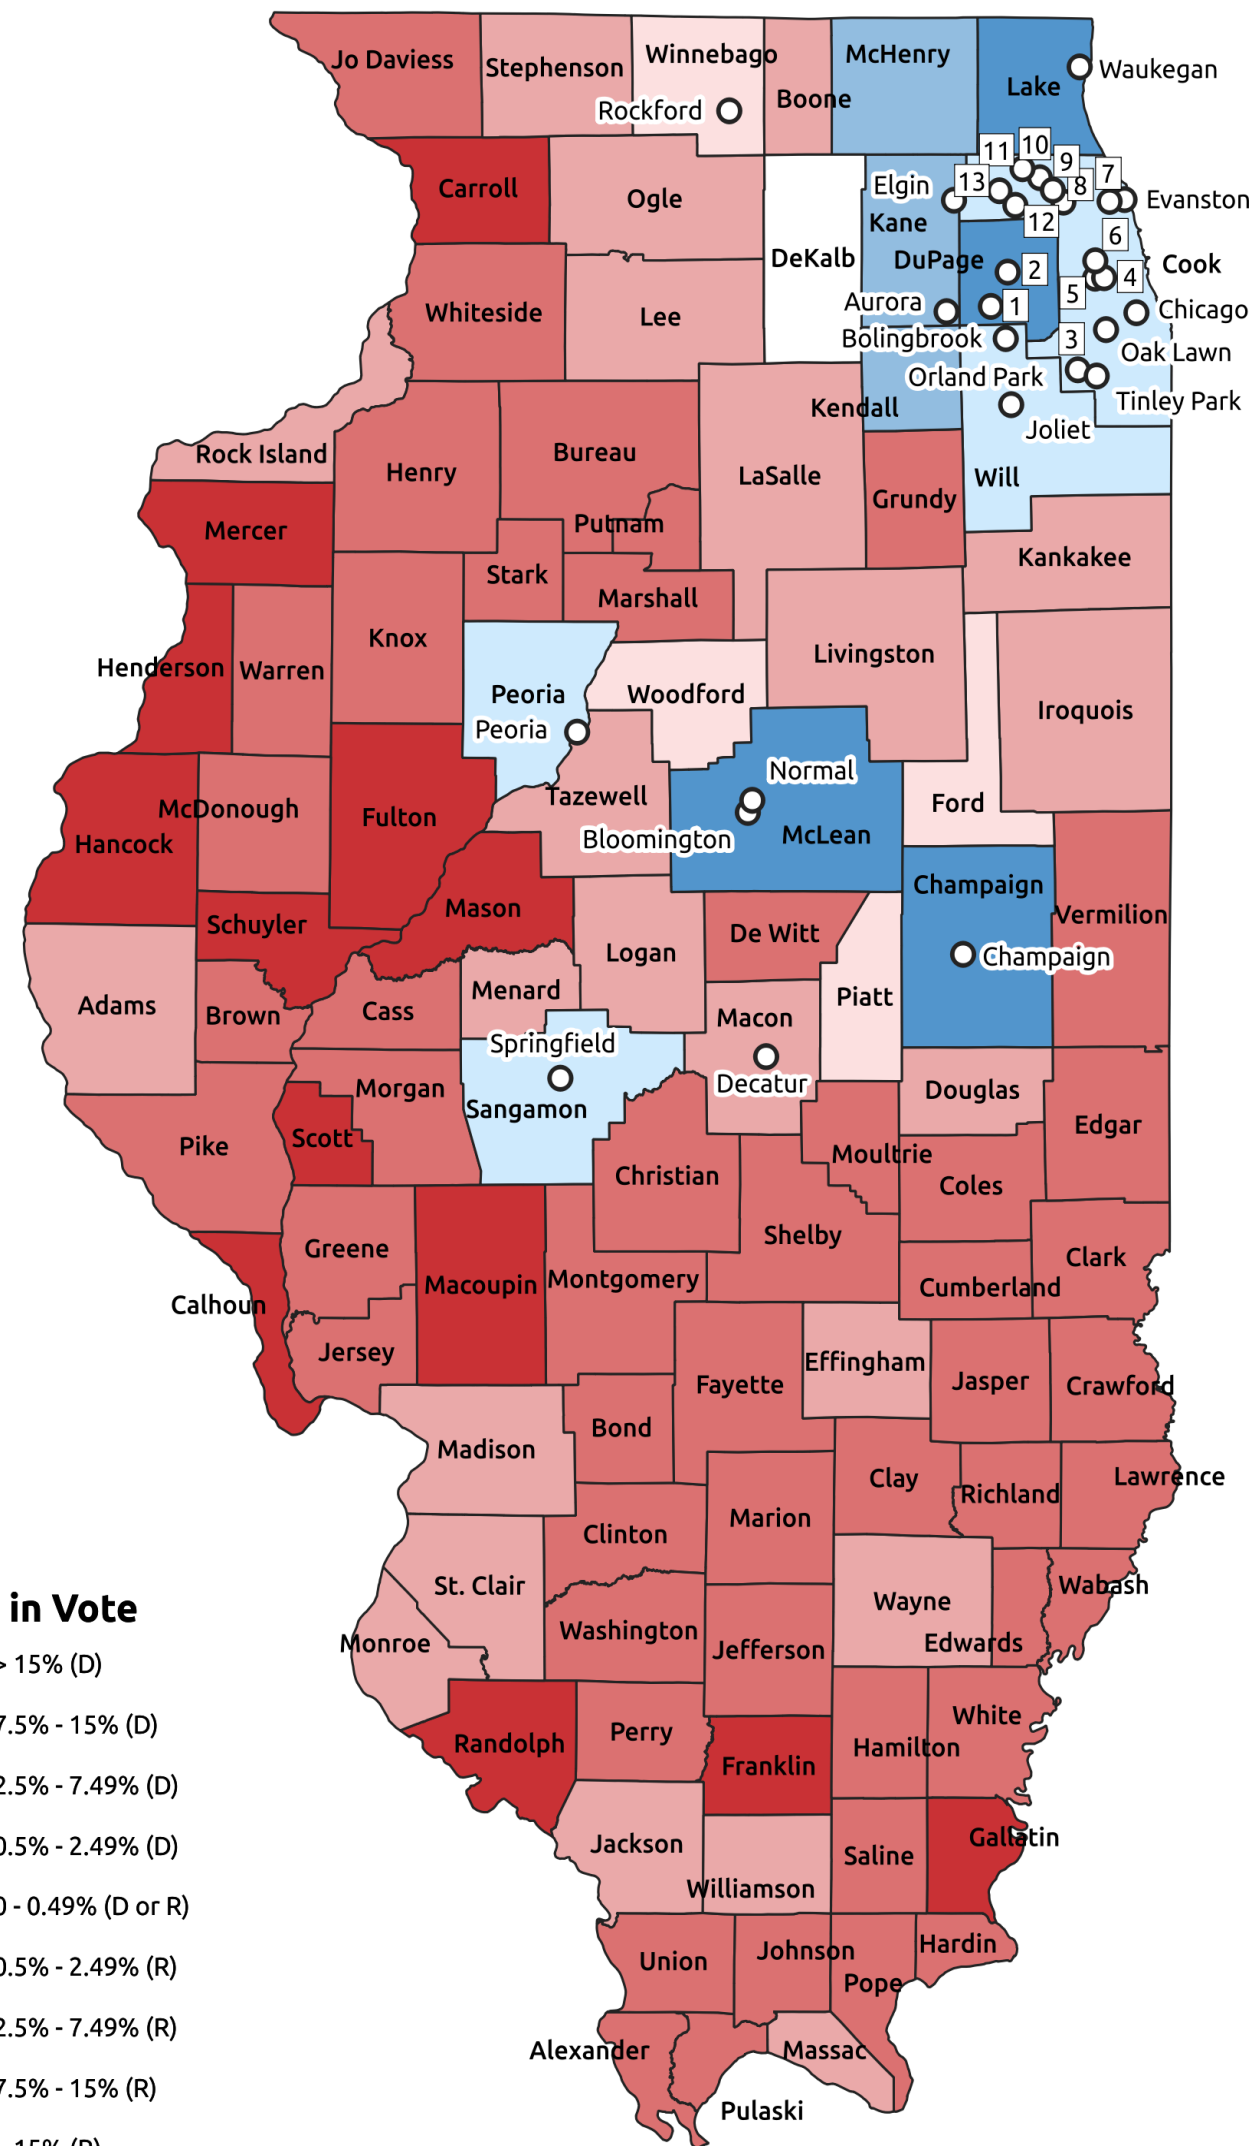 Jo Daviess
Stephenson
Winnebago
Rockford
Boone
McHenry
Lake
Waukegan
Carroll
Ogle
DeKalb
Elgin
Kane
13
11
10
9
8
7
12
Evanston
6
DuPage
2
4
5
Cook
Whiteside
Lee
Aurora
1
Chicago
Bolingbrook
3
Oak Lawn
Orland Park
Tinley Park
Kendall
Joliet
Rock Island
Henry
Bureau
LaSalle
Grundy
Will
Mercer
Putnam
Kankakee
Stark
Marshall
Henderson
Warren
Knox
Peoria
Peoria
Woodford
Livingston
Iroquois
McDonough
Hancock
Fulton
Tazewell
Normal
Bloomington
McLean
Ford
Champaign
Champaign
Vermilion
Schuyler
Mason
Logan
De Witt
Piatt
Adams
Brown
Cass
Menard
Macon
Decatur
Springfield
Sangamon
Douglas
Edgar
Pike
Scott
Morgan
Christian
Moultrie
Coles
Shelby
Greene
Macoupin
Montgomery
Cumberland
Clark
Calhoun
Jersey
Fayette
Effingham
Jasper
Crawford
Madison
Bond
Clay
Richland
Lawrence
Clinton
Marion
St. Clair
Wayne
Wabash
Edwards
Monroe
Washington
Jefferson
Randolph
Perry
Franklin
Hamilton
White
Jackson
Williamson
Saline
Gallatin
Union
Johnson
Pope
Hardin
Alexander
Pulaski
Massac
in Vote
> 15% (D)
7.5% - 15% (D)
2.5% - 7.49% (D)
0.5% - 2.49% (D)
0 - 0.49% (D or R)
0.5% - 2.49% (R)
2.5% - 7.49% (R)
7.5% - 15% (R)
15% (R)